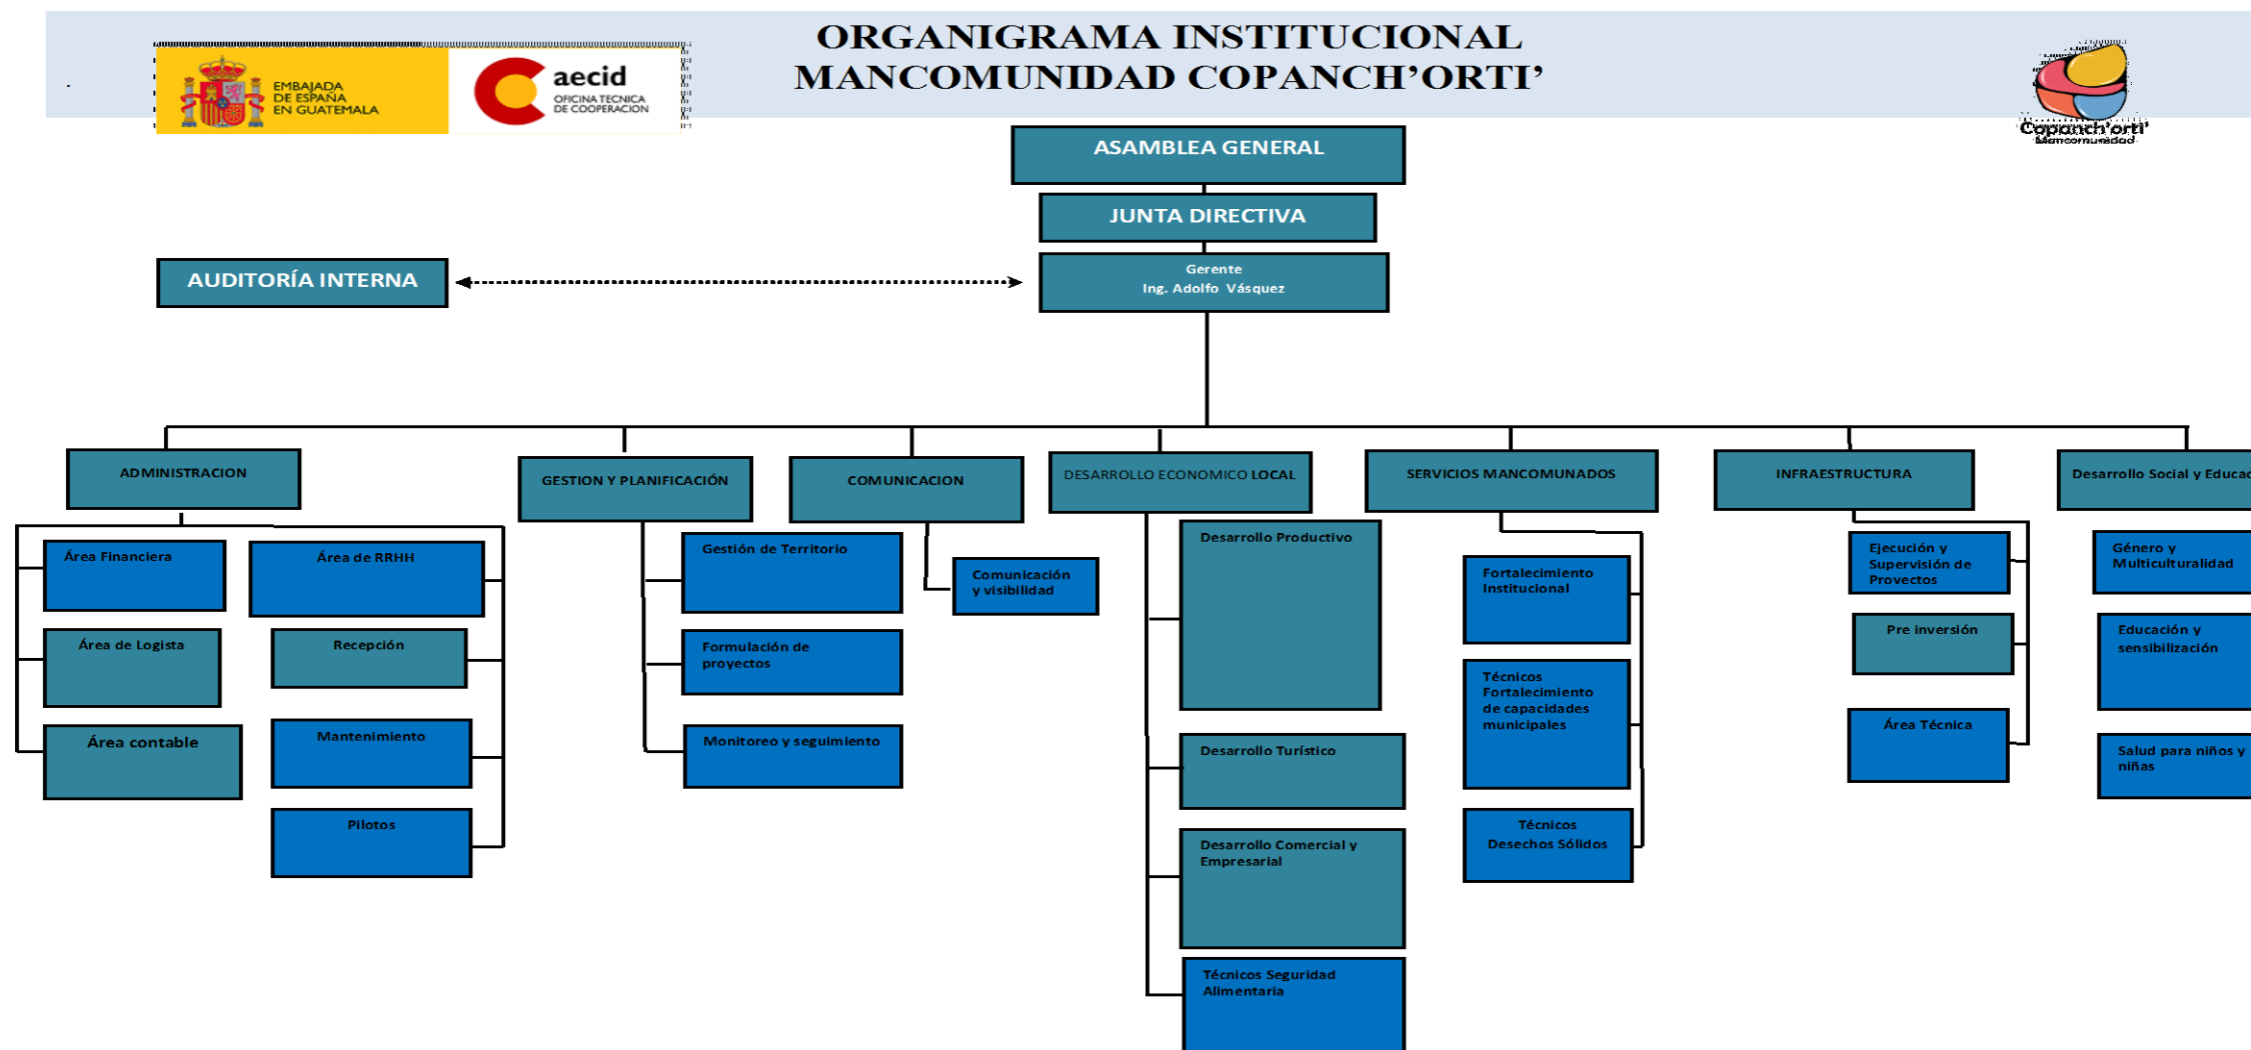 ORGANIGRAMA INSTITUCIONAL
MANCOMUNIDAD COPANCH’ORTI’
EMBAJADA
DE ESPAÑA
EN GUATEMALA
aecid
OFICINA TECNICA
DE COOPERACION
Copanch'orti'
Mancomunidad
ASAMBLEA GENERAL
JUNTA DIRECTIVA
AUDITORÍA INTERNA
Gerente
Ing. Adolfo Vásquez
ADMINISTRACION
GESTION Y PLANIFICACIÓN
COMUNICACION
DESARROLLO ECONOMICO LOCAL
SERVICIOS MANCOMUNADOS
INFRAESTRUCTURA
Desarrollo Social y Educac
Área Financiera
Área de RRHH
Área de Logista
Recepción
Área contable
Mantenimiento
Pilotos
Gestión de Territorio
Formulación de
proyectos
Monitoreo y seguimiento
Comunicación
y visibilidad
Desarrollo Productivo
Desarrollo Turístico
Desarrollo Comercial y
Empresarial
Técnicos Seguridad
Alimentaria
Fortalecimiento
Institucional
Técnicos
Fortalecimiento
de capacidades
municipales
Técnicos
Desechos Sólidos
Ejecución y
Supervisión de
Proyectos
Pre inversión
Área Técnica
Género y
Multiculturalidad
Educación y
sensibilización
Salud para niños y
niñas